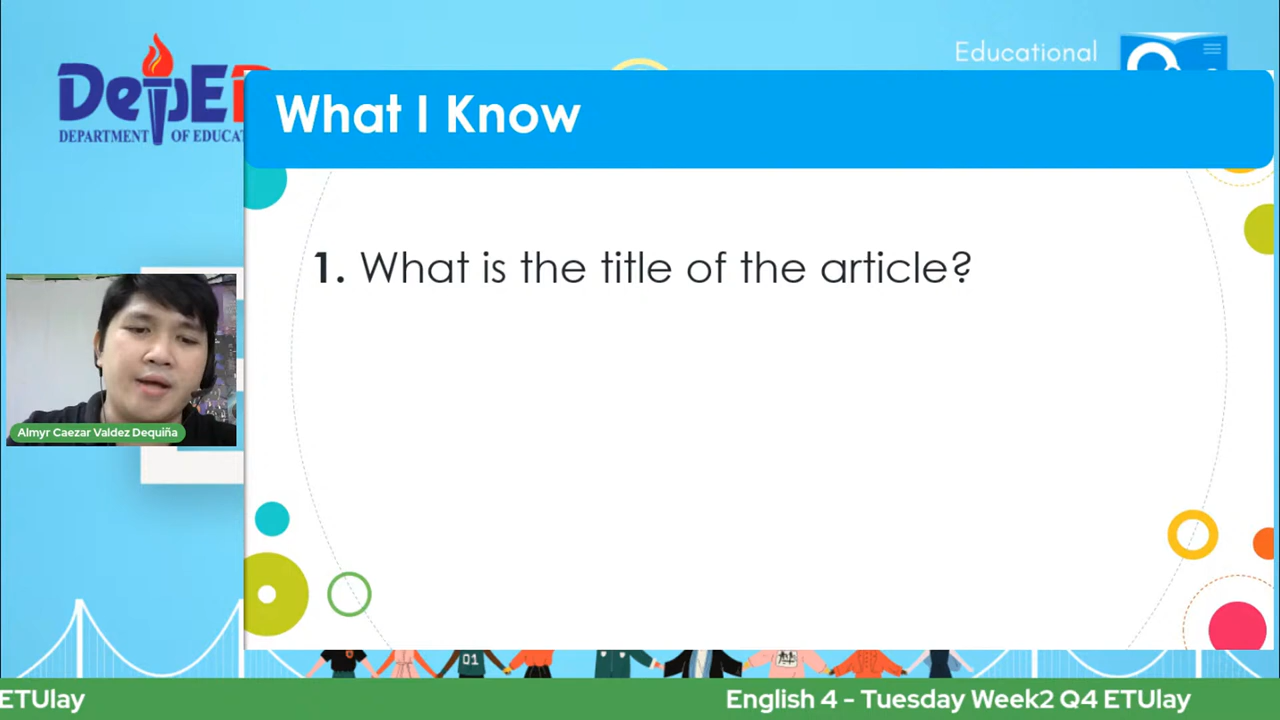 Educational
DepED
DEPARTMENT OF EDUCAT
What I Know
1. What is the title of the article?
Almyr Caezar Valdez Dequiña
01
ETUlay
English 4 - Tuesday Week2 Q4 ETUlay